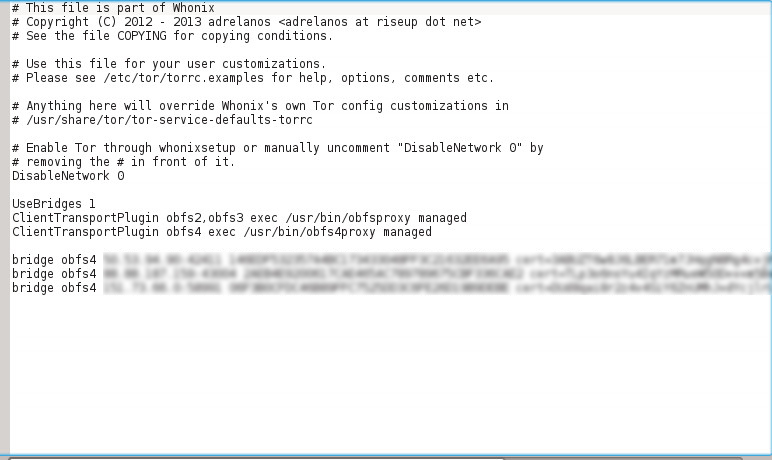 # This file is part of Whonix
# Copyright (C) 2012 - 2013 adrelanos <adrelanos at riseup dot net>
# See the file COPYING for copying conditions.
# Use this file for your user customizations.
# Please see /etc/tor/torrc.examples for help, options, comments etc.
# Anything here will override Whonix's own Tor config customizations in
# /usr/share/tor/tor-service-defaults-torrc
# Enable Tor through whonixsetup or manually uncomment "DisableNetwork 0" by
# removing the # in front of it.
DisableNetwork 0
UseBridges 1
ClientTransportPlugin obfs2,obfs3 exec /usr/bin/obfsproxy managed
ClientTransportPlugin obfs4 exec /usr/bin/obfs4proxy managed
bridge obfs4
bridge obfs4
bridge obfs4